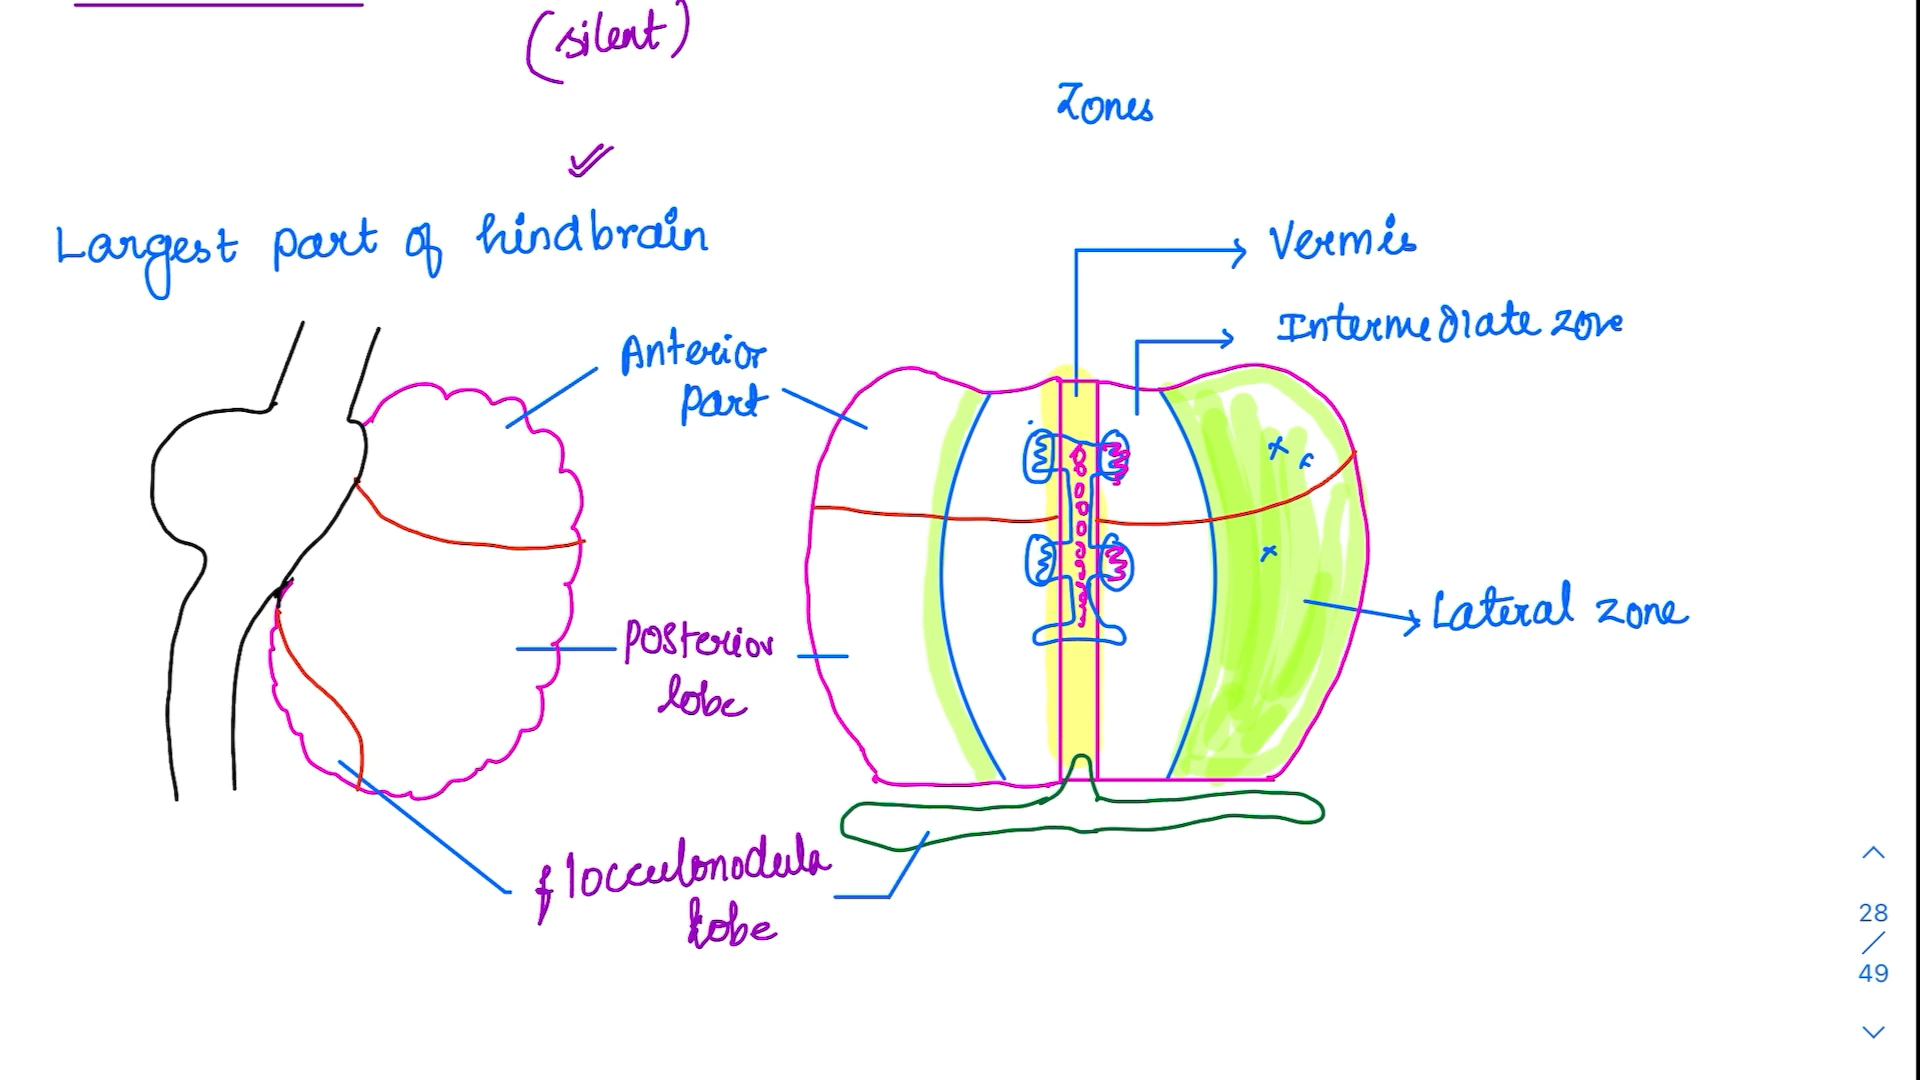 (silent)
Zones
Largest part of hindbrain
Vermis
Intermediate zone
Anterior
part
Lateral zone
Posterior
lobe
flocculonodula
lobe
28
/
49